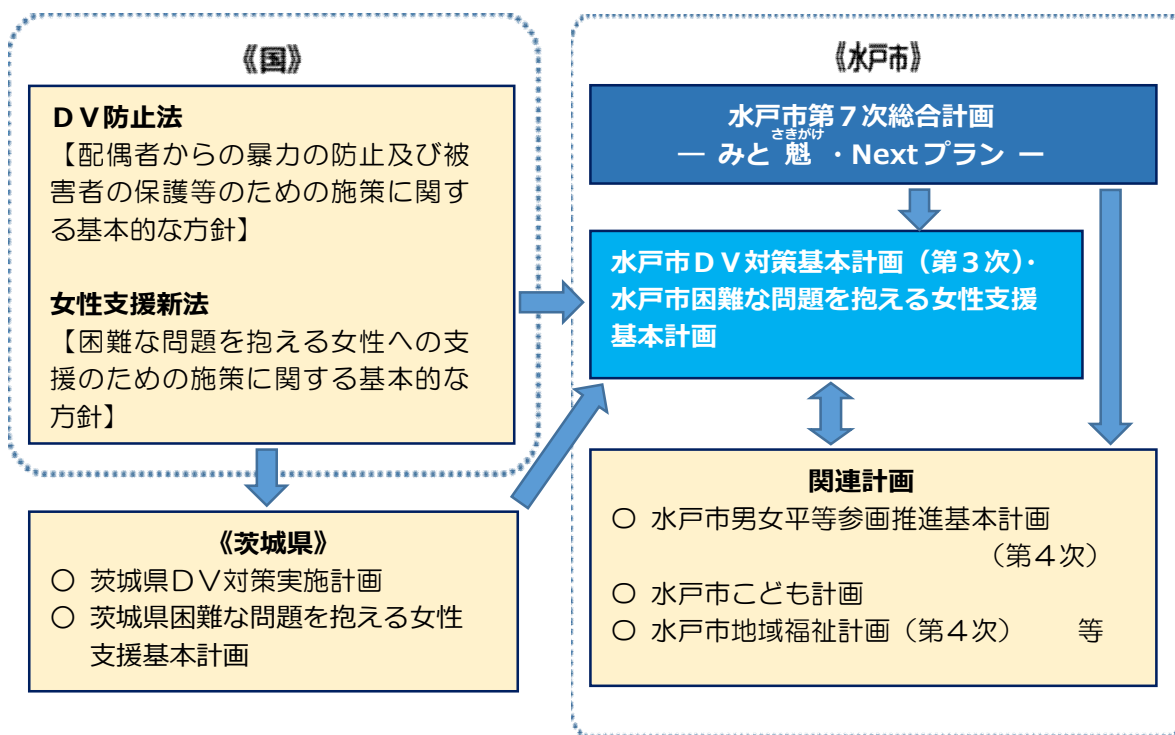 《国》
DV防止法
【配偶者からの暴力の防止及び被
害者の保護等のための施策に関す
る基本的な方針】
女性支援新法
【困難な問題を抱える女性への支
援のための施策に関する基本的な
方針】
《茨城県》
○ 茨城県DV対策実施計画
○ 茨城県困難な問題を抱える女性
支援基本計画
《水戸市》
水戸市第7次総合計画
さきがけ
― みと 魁 ・Nextプラン ―
水戸市DV対策基本計画(第3次)・
水戸市困難な問題を抱える女性支援
基本計画
関連計画
○ 水戸市男女平等参画推進基本計画
(第4次)
○ 水戸市こども計画
○ 水戸市地域福祉計画(第4次) 等